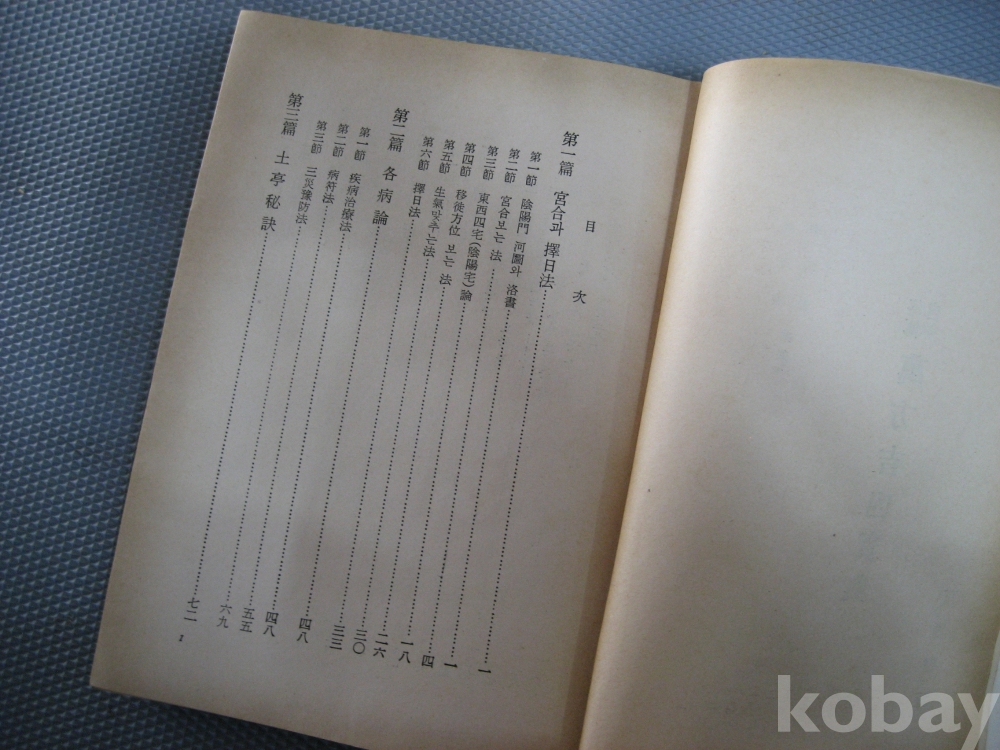 目次
第一篇 宮合과 擇日法……一
第一節 陰陽門 河圖와 洛書……一
第二節 宮合보는 法……四
第三節 東西四宅(陰陽宅)論……一八
第四節 移徙方位 보는 法……二六
第五節 生氣맞추는法……三〇
第六節 擇日法……三三
第二篇 各病論……四八
第一節 疾病治療法……四八
第二節 病符法……五五
第三節 三災豫防法……六九
第三篇 土亭秘訣……七二
1
kobay